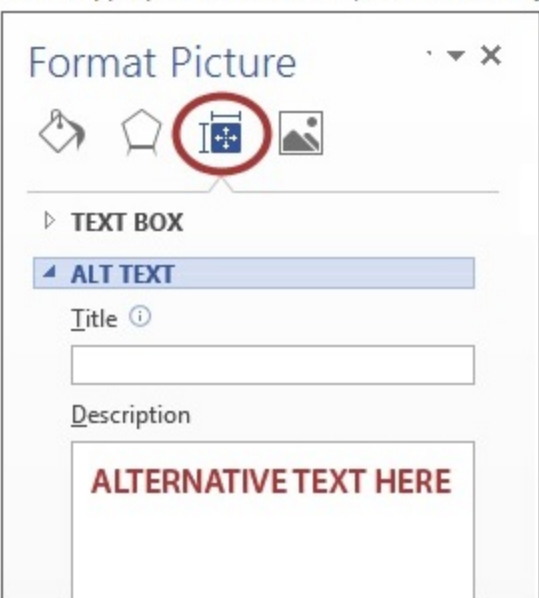 Format Picture
TEXT BOX
ALT TEXT
Title
Description
ALTERNATIVE TEXT HERE